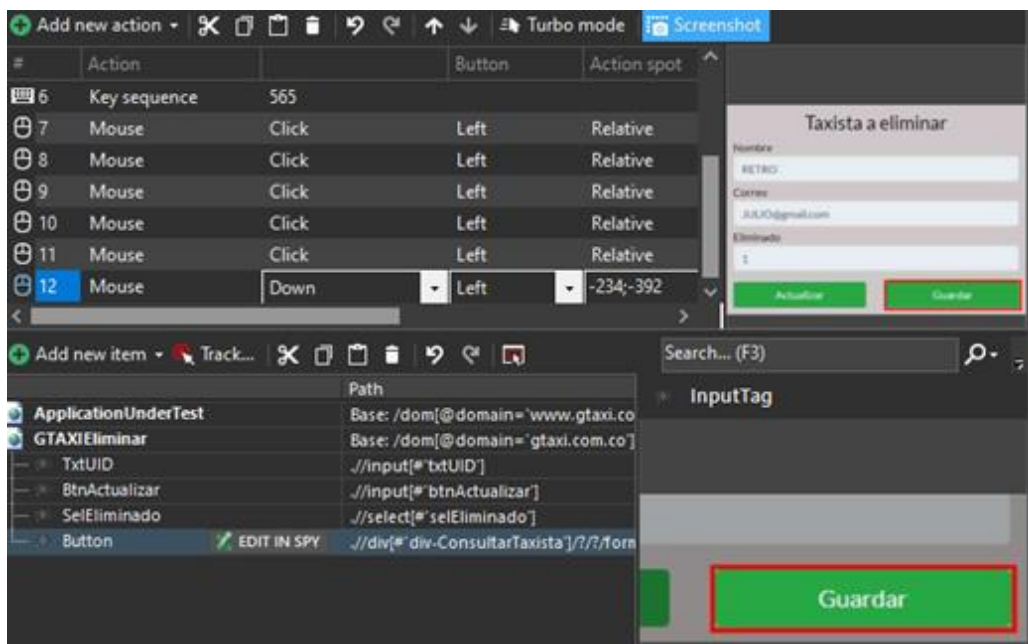 Add new action Turbo mode Screenshot
# Action Button Action spot
6 Key sequence 565
7 Mouse Click Left Relative
8 Mouse Click Left Relative
9 Mouse Click Left Relative
10 Mouse Click Left Relative
11 Mouse Click Left Relative
12 Mouse Down Left -234;-392
Taxista a eliminar
Nombre
RETRO
Correo
JULIO@gmail.com
Eliminado
1
Actualizar Guardar
Add new item Track... Search... (F3)
Path
ApplicationUnderTest Base: /dom[@domain='www.gtaxi.co
GTAXIEliminar Base: /dom[@domain='gtaxi.com.co']
TxtUID .//input[#'txtUID']
BtnActualizar .//input[#'btnActualizar']
SelEliminado .//select[#'selEliminado']
Button EDIT IN SPY .//div[#'div-ConsultarTaxista']/?/?/form
InputTag
Guardar